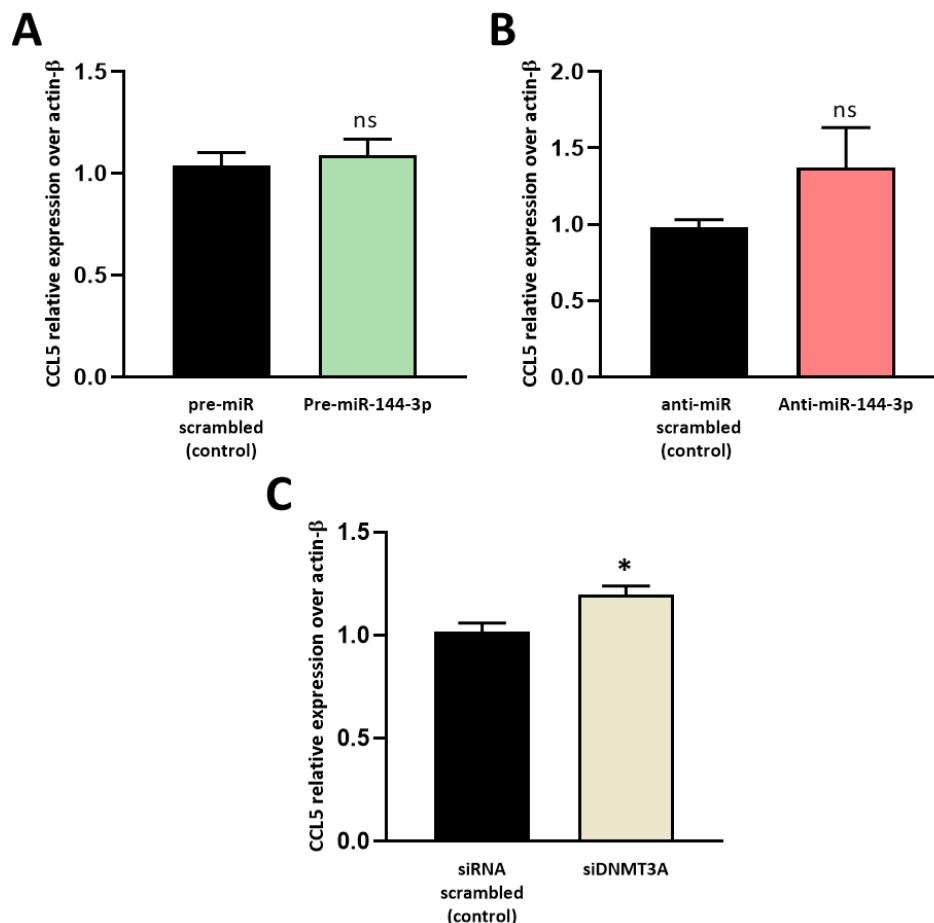 A
CCL5 relative expression over actin-β
1.5
1.0
0.5
0.0
ns
pre-miR
scrambled
(control)
Pre-miR-144-3p
B
CCL5 relative expression over actin-β
2.0
1.5
1.0
0.5
0.0
ns
anti-miR
scrambled
(control)
Anti-miR-144-3p
C
CCL5 relative expression over actin-β
1.5
1.0
0.5
0.0
*
siRNA
scrambled
(control)
siDNMT3A